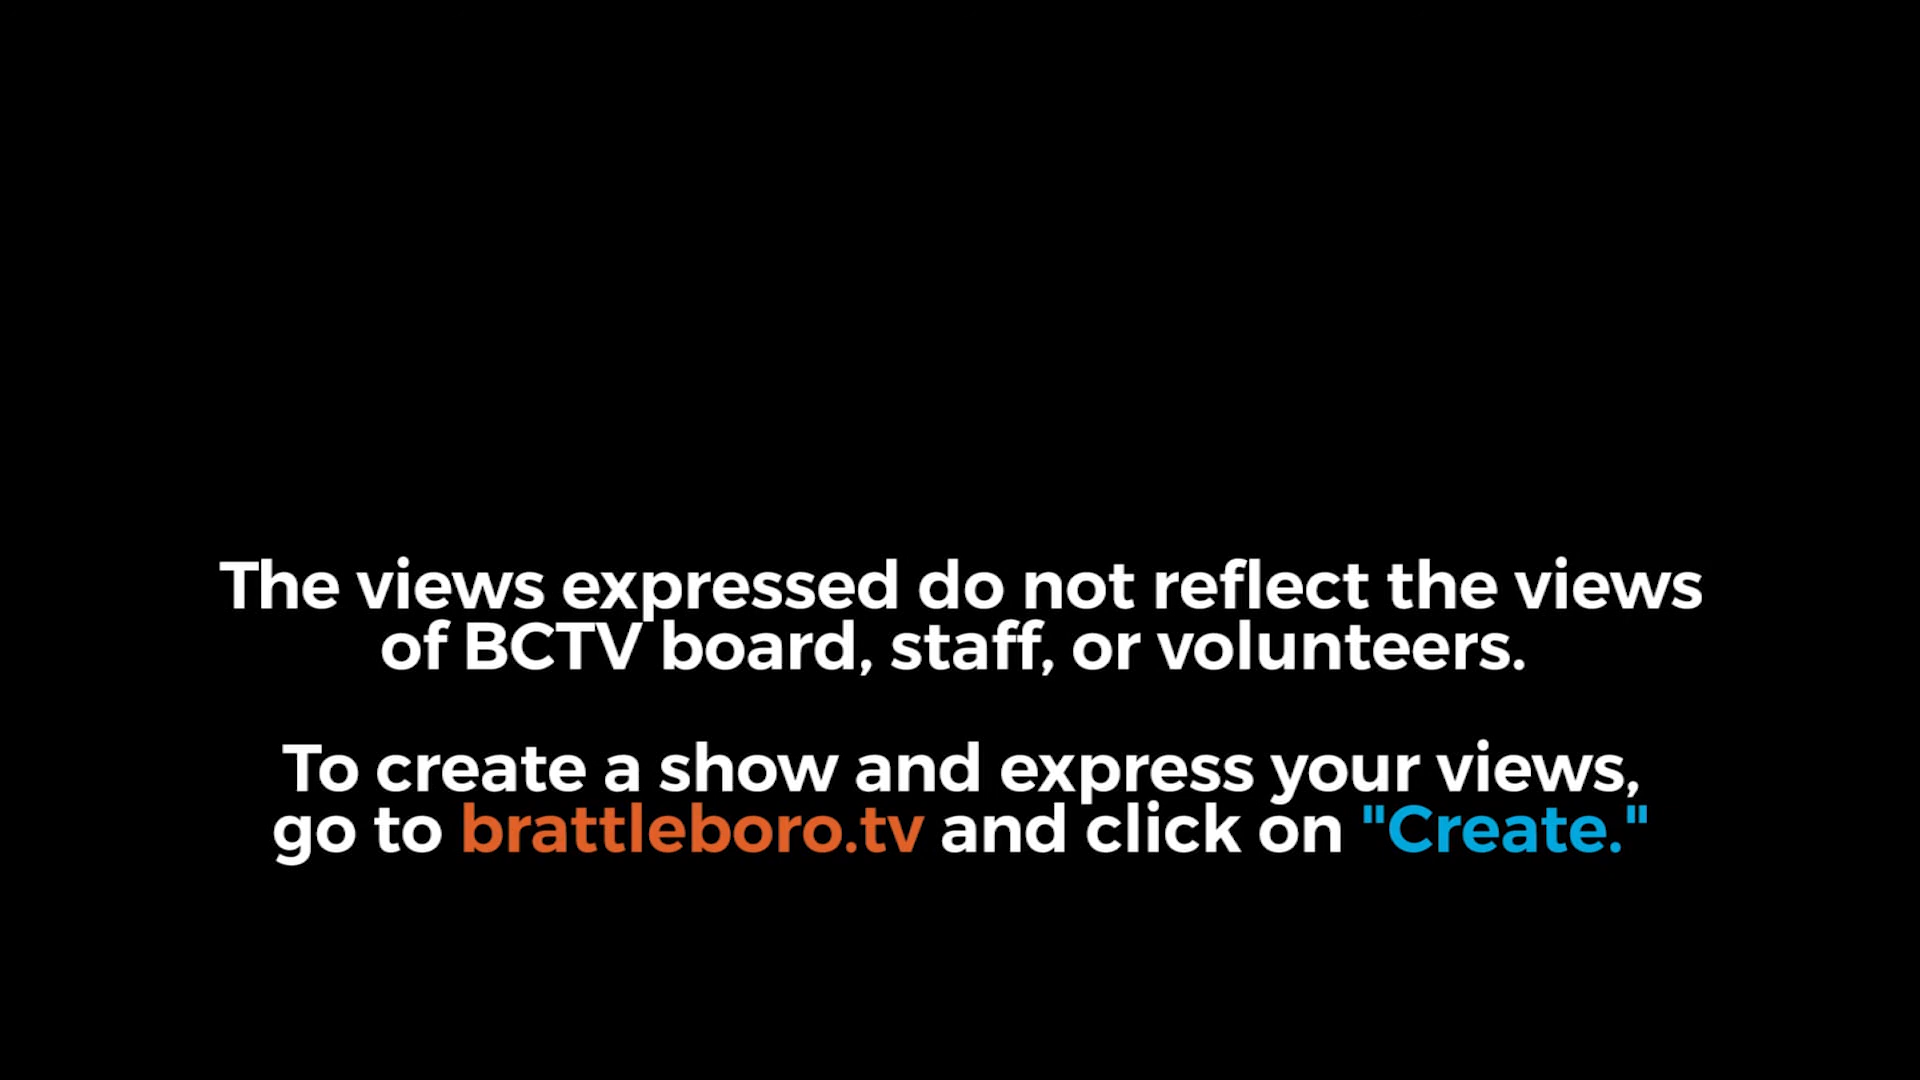 The views expressed do not reflect the views
of BCTV board, staff, or volunteers.
To create a show and express your views,
go to brattleboro.tv and click on "Create."